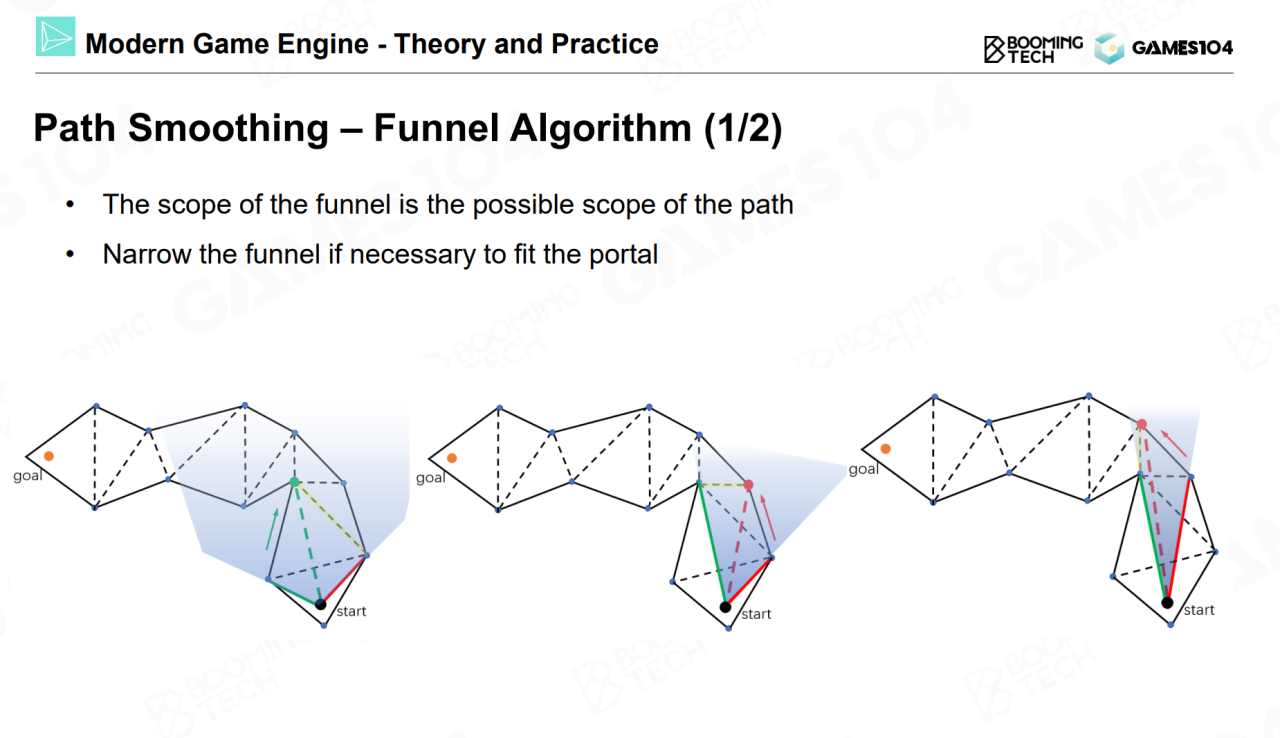 Modern Game Engine - Theory and Practice
BOOMING
TECH
GAMES104
Path Smoothing – Funnel Algorithm (1/2)
• The scope of the funnel is the possible scope of the path
• Narrow the funnel if necessary to fit the portal
goal
start
goal
start
goal
start